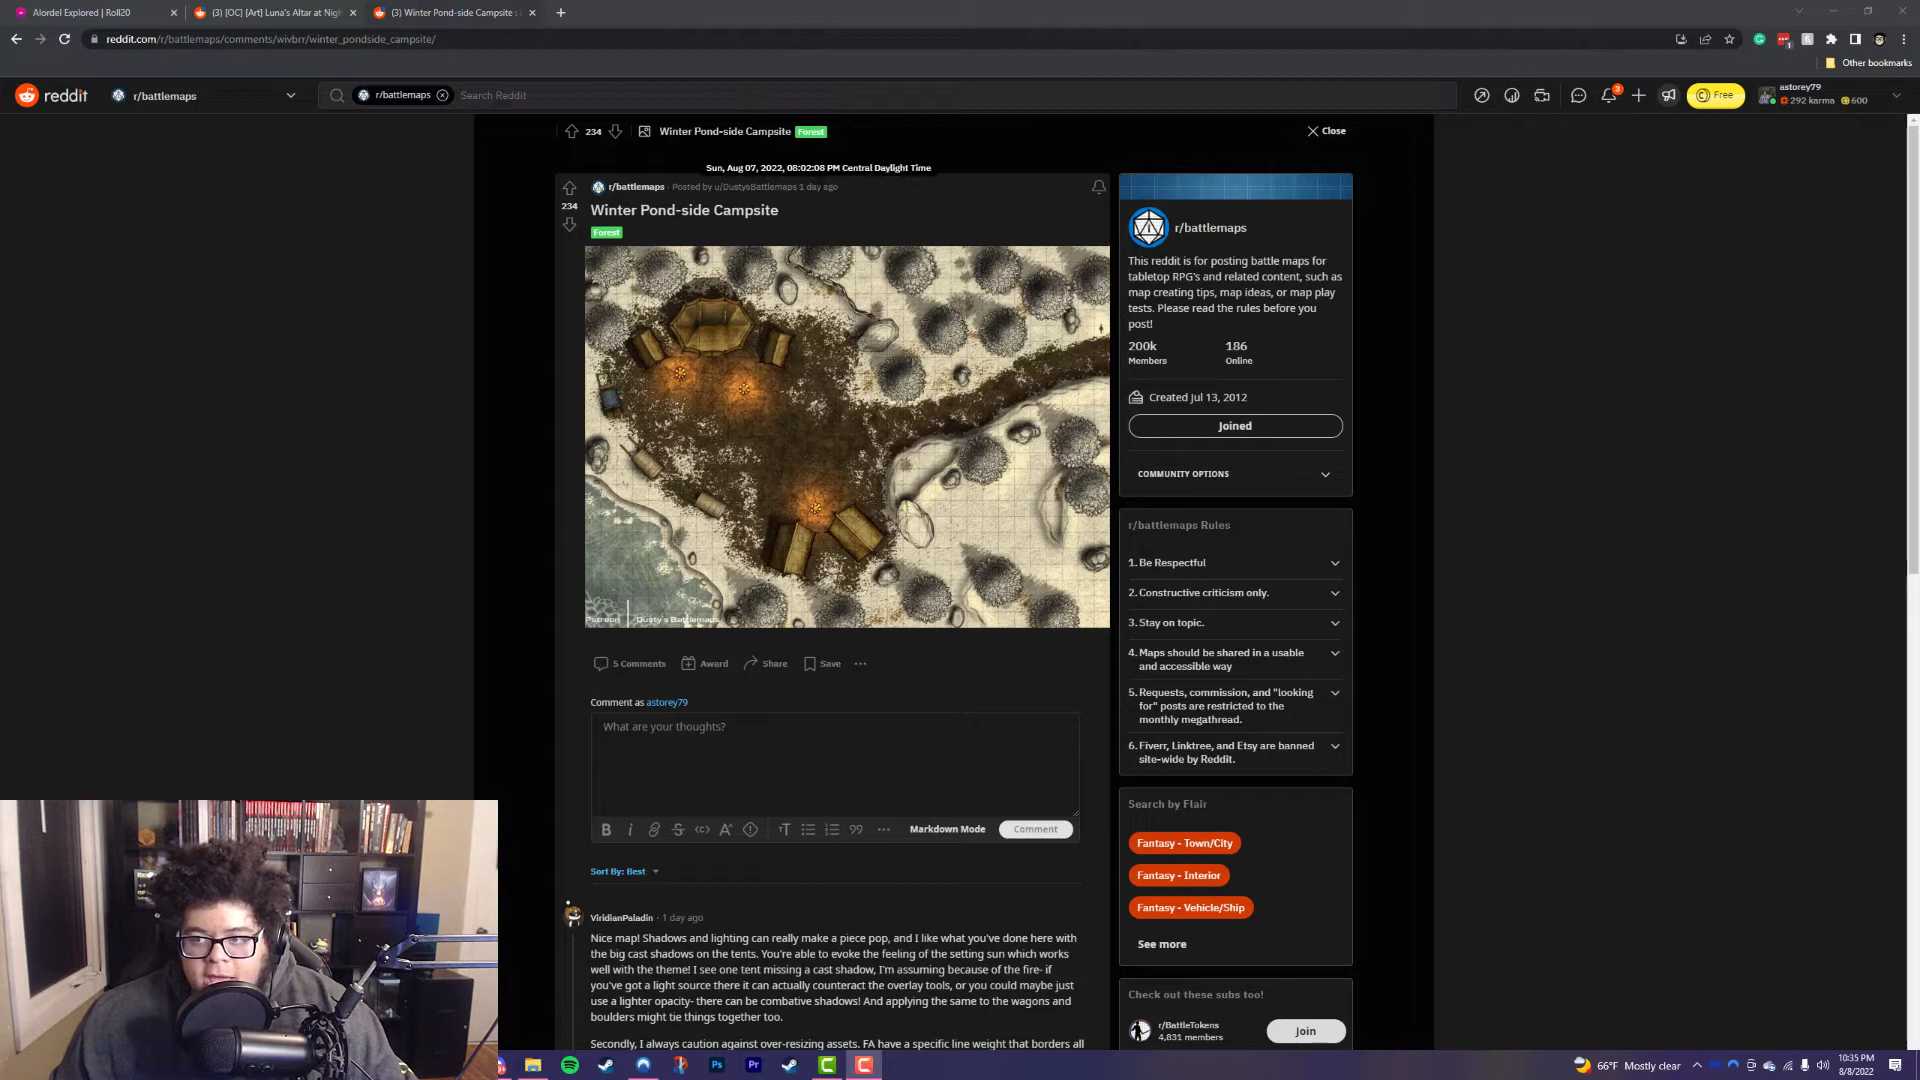 Alordel Explored | Roll20
(3) [OC] [Art] Luna's Altar at Nigh
(3) Winter Pond-side Campsite :
reddit.com/r/battlemaps/comments/wivbrr/winter_pondside_campsite/
Other bookmarks
reddit
r/battlemaps
r/battlemaps
Search Reddit
3
Free
astorey79
292 karma 600
234
Winter Pond-side Campsite Forest
Close
Sun, Aug 07, 2022, 08:02:08 PM Central Daylight Time
r/battlemaps · Posted by u/DustysBattlemaps 1 day ago
234
Winter Pond-side Campsite
Forest
Patreon | Dusty's Battlemaps
5 Comments
Award
Share
Save
Comment as astorey79
What are your thoughts?
Markdown Mode
Comment
Sort By: Best
ViridianPaladin · 1 day ago
Nice map! Shadows and lighting can really make a piece pop, and I like what you've done here with
the big cast shadows on the tents. You're able to evoke the feeling of the setting sun which works
well with the theme! I see one tent missing a cast shadow, I'm assuming because of the fire- if
you've got a light source there it can actually counteract the overlay tools, or you could maybe just
use a lighter opacity- there can be combative shadows! And applying the same to the wagons and
boulders might tie things together too.
Secondly, I always caution against over-resizing assets. FA have a specific line weight that borders all
r/battlemaps
This reddit is for posting battle maps for
tabletop RPG's and related content, such as
map creating tips, map ideas, or map play
tests. Please read the rules before you
post!
200k
Members
186
Online
Created Jul 13, 2012
Joined
COMMUNITY OPTIONS
r/battlemaps Rules
1. Be Respectful
2. Constructive criticism only.
3. Stay on topic.
4. Maps should be shared in a usable
and accessible way
5. Requests, commission, and "looking
for" posts are restricted to the
monthly megathread.
6. Fiverr, Linktree, and Etsy are banned
site-wide by Reddit.
Search by Flair
Fantasy - Town/City
Fantasy - Interior
Fantasy - Vehicle/Ship
See more
Check out these subs too!
r/BattleTokens
4,831 members
Join
66°F Mostly clear
10:35 PM
8/8/2022